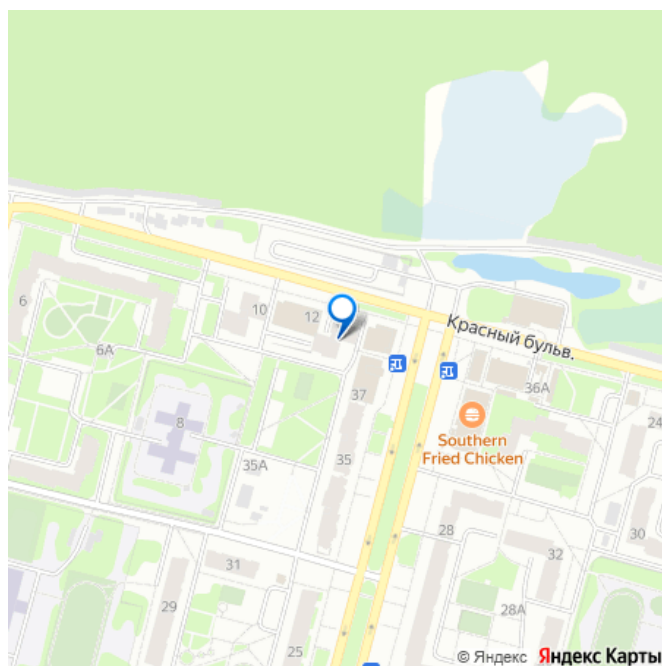 Красный бульв.
6
10
12
6А
36А
37
24
8
Southern
Fried Chicken
35А
35
28
30
31
32
29
28А
25
© Яндекс Яндекс Карты